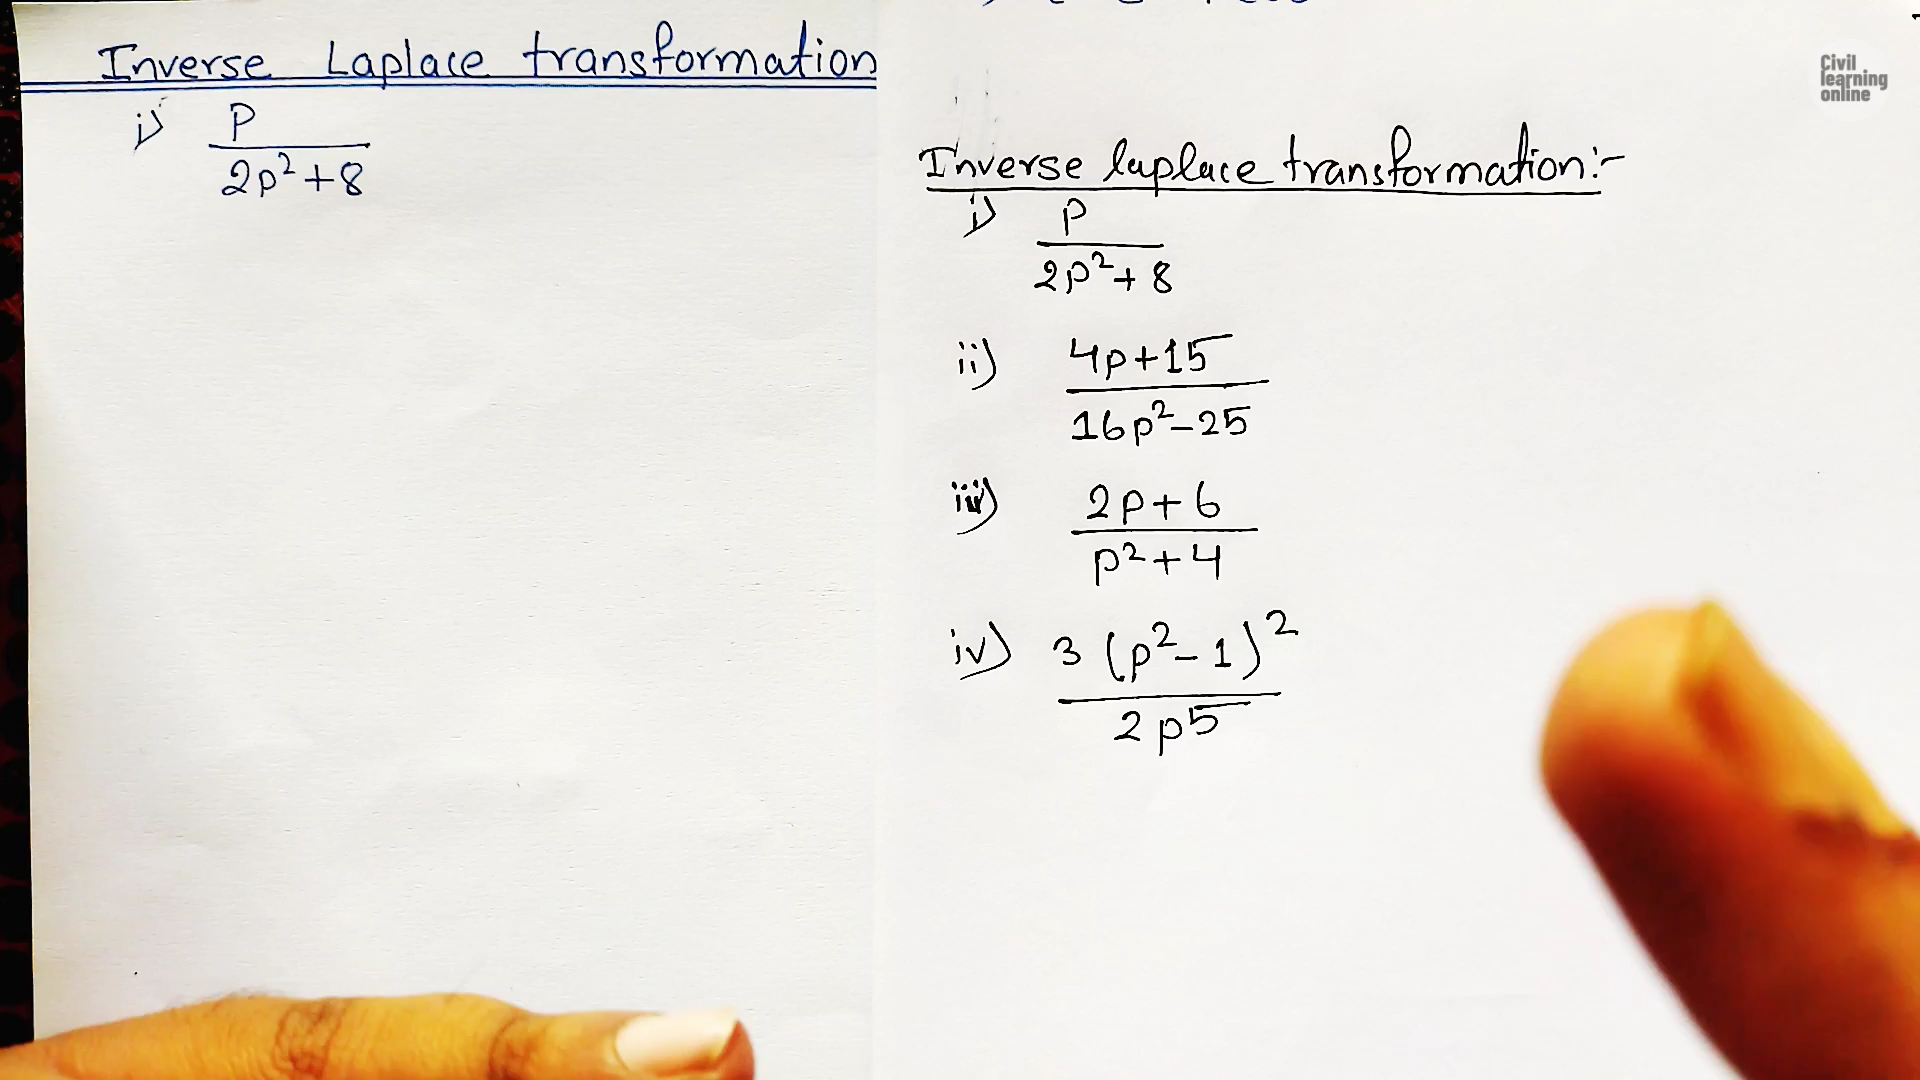 Inverse Laplace transformation
i) P
2p²+8
Civil
learning
online
Inverse laplace transformation:-
i) P
2p²+8
ii) 4p+15
16p²-25
iii) 2p+6
p²+4
iv) 3(p²-1)²
2p5